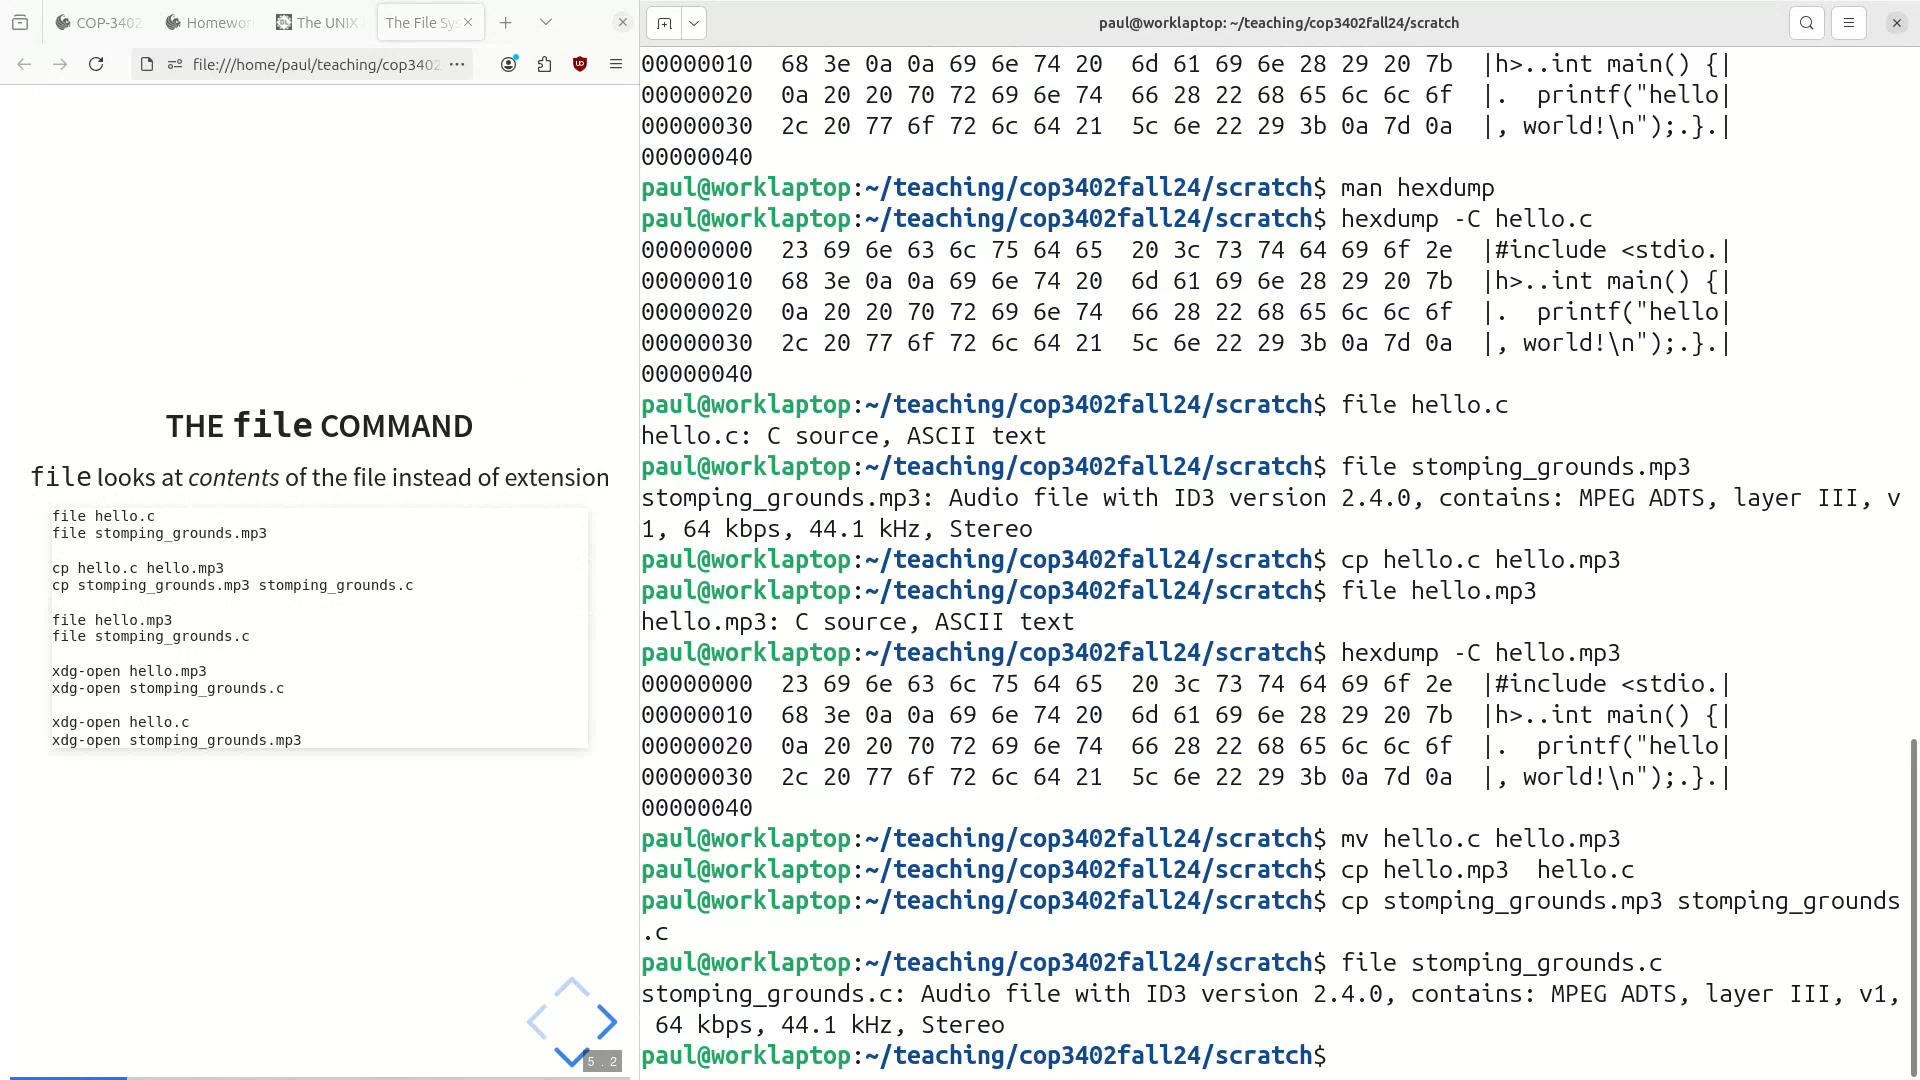 COP-3402
Homewor
The UNIX
The File Sy
file:///home/paul/teaching/cop3402
THE file COMMAND
file looks at contents of the file instead of extension
file hello.c
file stomping_grounds.mp3
cp hello.c hello.mp3
cp stomping_grounds.mp3 stomping_grounds.c
file hello.mp3
file stomping_grounds.c
xdg-open hello.mp3
xdg-open stomping_grounds.c
xdg-open hello.c
xdg-open stomping_grounds.mp3
5 . 2
paul@worklaptop: ~/teaching/cop3402fall24/scratch
00000010  68 3e 0a 0a 69 6e 74 20  6d 61 69 6e 28 29 20 7b  |h>..int main() {|
00000020  0a 20 20 70 72 69 6e 74  66 28 22 68 65 6c 6c 6f  |.  printf("hello|
00000030  2c 20 77 6f 72 6c 64 21  5c 6e 22 29 3b 0a 7d 0a  |, world!\n");.}.|
00000040
paul@worklaptop:~/teaching/cop3402fall24/scratch$ man hexdump
paul@worklaptop:~/teaching/cop3402fall24/scratch$ hexdump -C hello.c
00000000  23 69 6e 63 6c 75 64 65  20 3c 73 74 64 69 6f 2e  |#include <stdio.|
00000010  68 3e 0a 0a 69 6e 74 20  6d 61 69 6e 28 29 20 7b  |h>..int main() {|
00000020  0a 20 20 70 72 69 6e 74  66 28 22 68 65 6c 6c 6f  |.  printf("hello|
00000030  2c 20 77 6f 72 6c 64 21  5c 6e 22 29 3b 0a 7d 0a  |, world!\n");.}.|
00000040
paul@worklaptop:~/teaching/cop3402fall24/scratch$ file hello.c
hello.c: C source, ASCII text
paul@worklaptop:~/teaching/cop3402fall24/scratch$ file stomping_grounds.mp3
stomping_grounds.mp3: Audio file with ID3 version 2.4.0, contains: MPEG ADTS, layer III, v
1, 64 kbps, 44.1 kHz, Stereo
paul@worklaptop:~/teaching/cop3402fall24/scratch$ cp hello.c hello.mp3
paul@worklaptop:~/teaching/cop3402fall24/scratch$ file hello.mp3
hello.mp3: C source, ASCII text
paul@worklaptop:~/teaching/cop3402fall24/scratch$ hexdump -C hello.mp3
00000000  23 69 6e 63 6c 75 64 65  20 3c 73 74 64 69 6f 2e  |#include <stdio.|
00000010  68 3e 0a 0a 69 6e 74 20  6d 61 69 6e 28 29 20 7b  |h>..int main() {|
00000020  0a 20 20 70 72 69 6e 74  66 28 22 68 65 6c 6c 6f  |.  printf("hello|
00000030  2c 20 77 6f 72 6c 64 21  5c 6e 22 29 3b 0a 7d 0a  |, world!\n");.}.|
00000040
paul@worklaptop:~/teaching/cop3402fall24/scratch$ mv hello.c hello.mp3
paul@worklaptop:~/teaching/cop3402fall24/scratch$ cp hello.mp3  hello.c
paul@worklaptop:~/teaching/cop3402fall24/scratch$ cp stomping_grounds.mp3 stomping_grounds
.c
paul@worklaptop:~/teaching/cop3402fall24/scratch$ file stomping_grounds.c
stomping_grounds.c: Audio file with ID3 version 2.4.0, contains: MPEG ADTS, layer III, v1,
 64 kbps, 44.1 kHz, Stereo
paul@worklaptop:~/teaching/cop3402fall24/scratch$